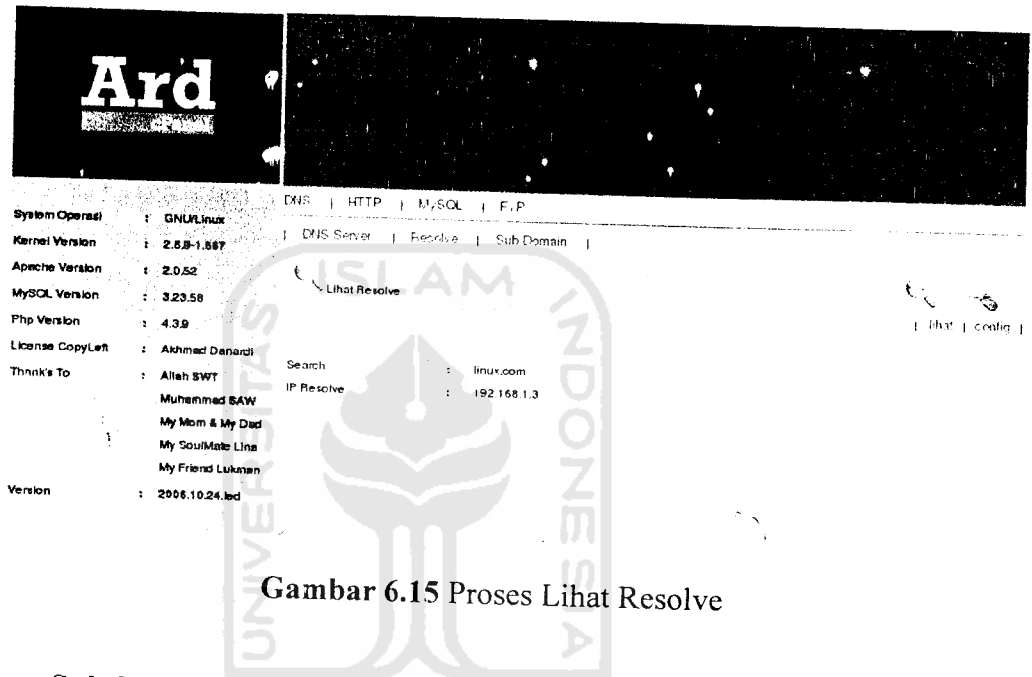 Ard
DNS | HTTP | MySQL | FTP
| DNS Server | Resolve | Sub Domain |
Lihat Resolve
| lihat | config |
Search : linux.com
IP Resolve : 192.168.1.3
System Operasi : GNU/Linux
Kernel Version : 2.6.9-1.667
Apache Version : 2.0.52
MySQL Version : 3.23.58
Php Version : 4.3.9
License CopyLeft : Akhmad Danardi
Thank's To : Allah SWT
Muhammad SAW
My Mom & My Dad
My SoulMate Lina
My Friend Lukman
Version : 2006.10.24.ied
UNIVERSITAS ISLAM INDONESIA
Gambar 6.15 Proses Lihat Resolve